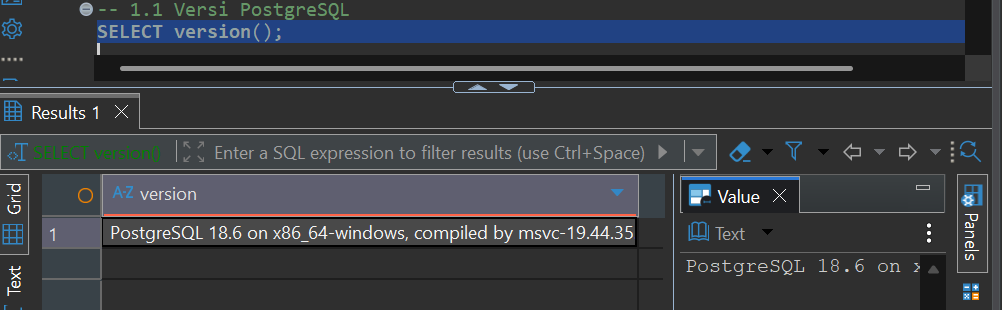 -- 1.1 Versi PostgreSQL
SELECT version();
Results 1
SELECT version()
Enter a SQL expression to filter results (use Ctrl+Space)
Grid
Text
A-Z version
1
PostgreSQL 18.6 on x86_64-windows, compiled by msvc-19.44.35
Value
Text
PostgreSQL 18.6 on
Panels